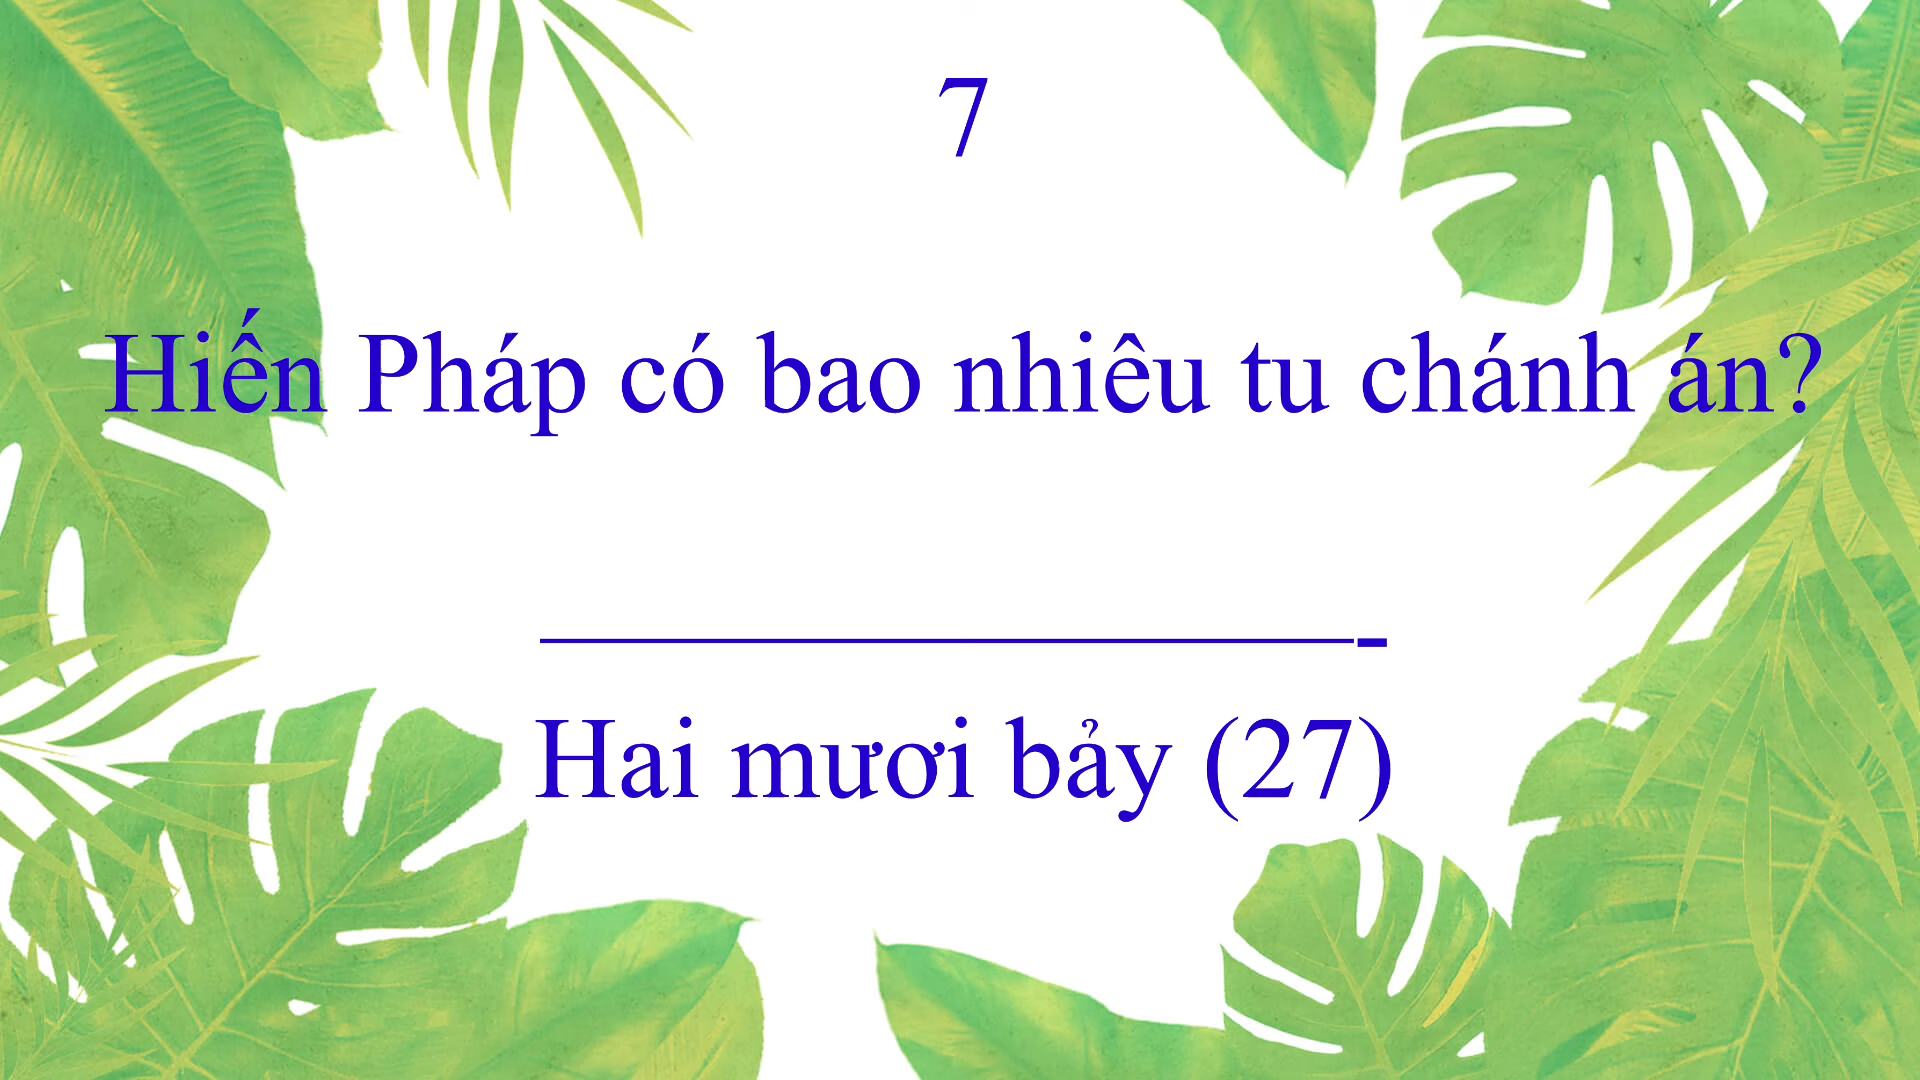 7
Hiến Pháp có bao nhiêu tu chánh án?
————————-
Hai mươi bảy (27)